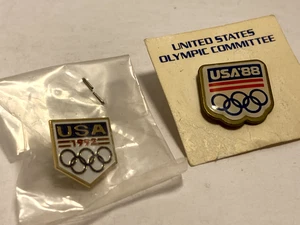 UNITED STATES
OLYMPIC COMMITTEE
USA'88
USA
1992